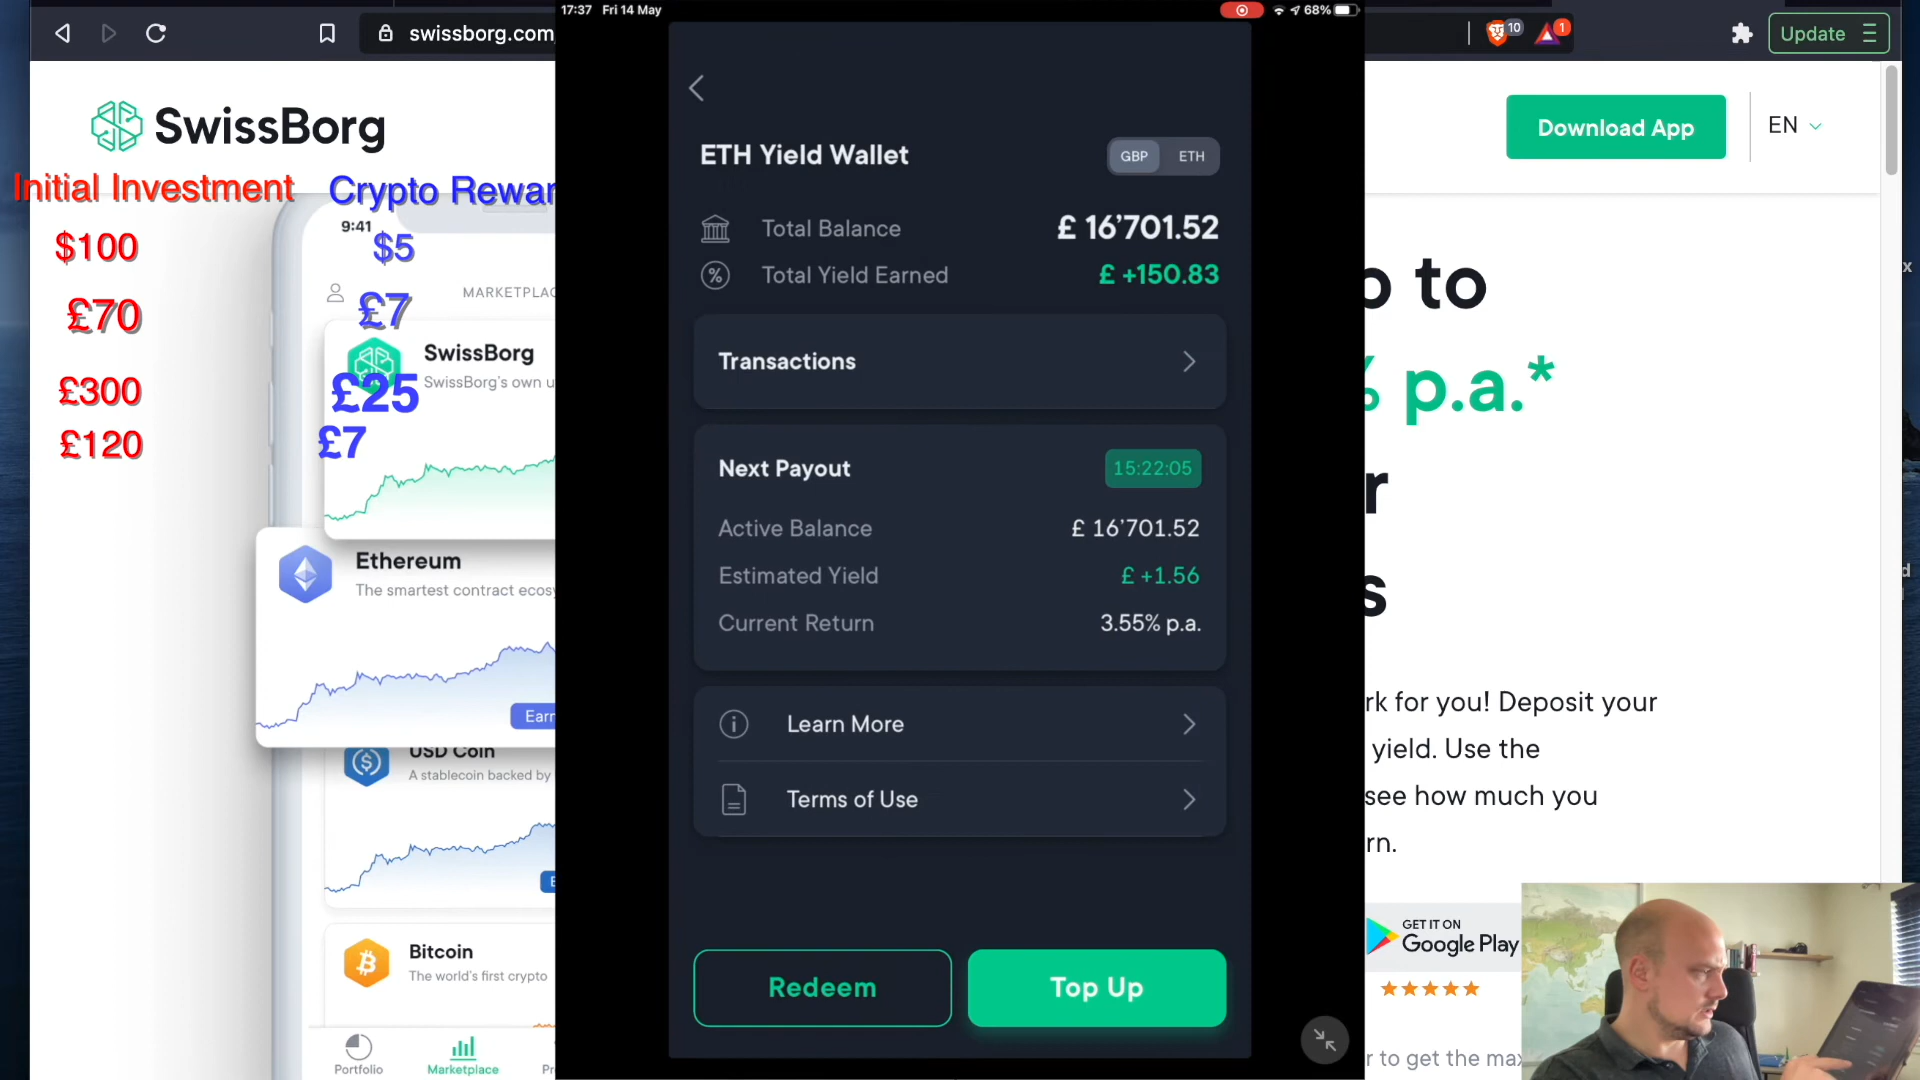 17:37 Fri 14 May
68%
swissborg.com
10
1
Update
SwissBorg
Download App
EN
Initial Investment
Crypto Rewar
$100
$5
£70
£7
£300
£25
£120
£7
9:41
MARKETPLAC
SwissBorg
SwissBorg's own u
Ethereum
The smartest contract ecosy
Earn
USD Coin
A stablecoin backed by
E
Bitcoin
The world's first crypto
Portfolio
Marketplace
Pr
ETH Yield Wallet
GBP
ETH
Total Balance
£ 16'701.52
Total Yield Earned
£ +150.83
Transactions
Next Payout
15:22:05
Active Balance
£ 16'701.52
Estimated Yield
£ +1.56
Current Return
3.55% p.a.
Learn More
Terms of Use
Redeem
Top Up
o to
% p.a.*
r
s
rk for you! Deposit your
yield. Use the
see how much you
rn.
GET IT ON
Google Play
r to get the max
x
d